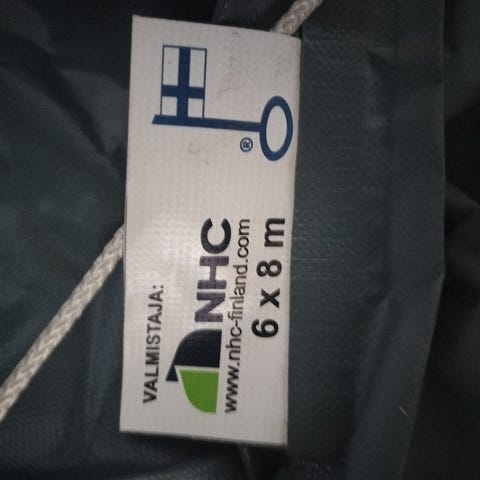 ®
VALMISTAJA:
NHC
www.nhc-finland.com
6 x 8 m